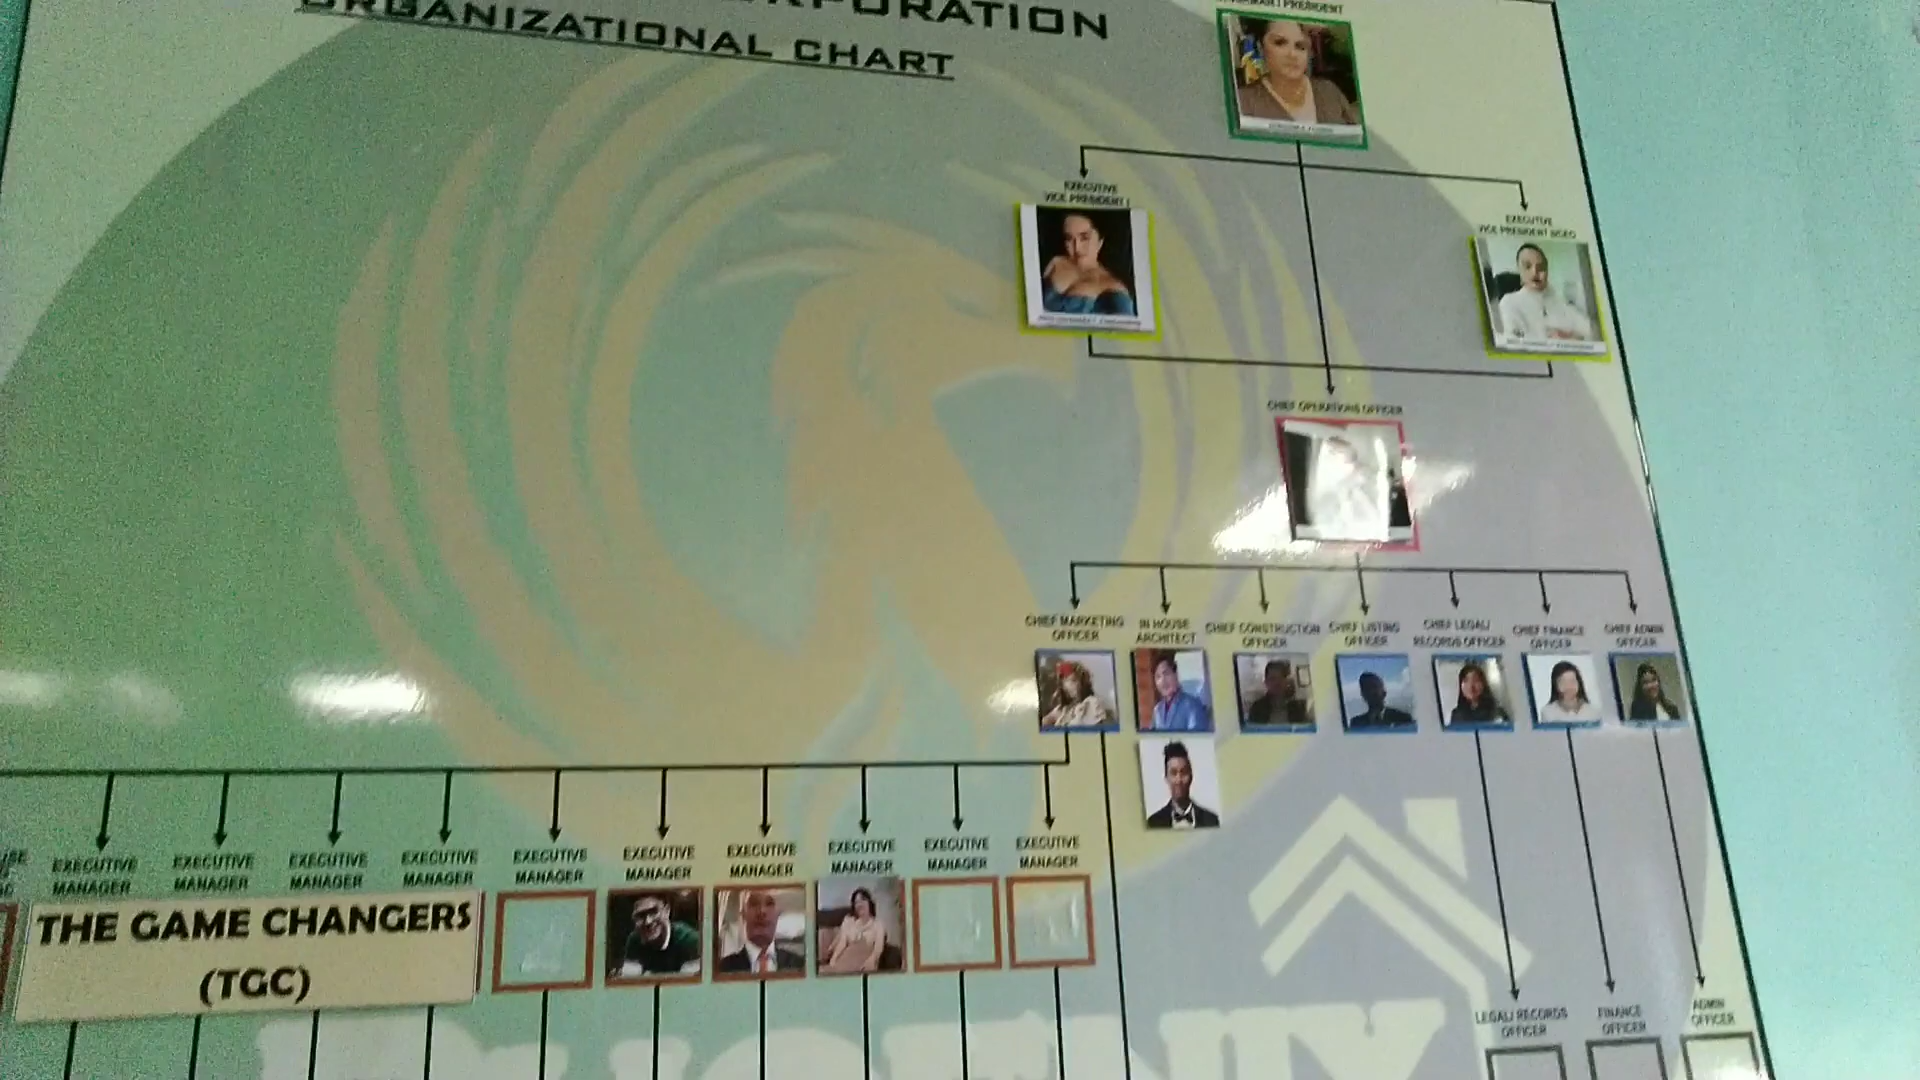 CORPORATION
ORGANIZATIONAL CHART
PRESIDENT
EXECUTIVE
VICE PRESIDENT I
EXECUTIVE
VICE PRESIDENT
CHIEF OPERATIONS OFFICER
CHIEF MARKETING
OFFICER
IN HOUSE
ARCHITECT
CHIEF CONSTRUCTION
OFFICER
CHIEF LISTING
OFFICER
CHIEF LEGAL/
RECORDS OFFICER
CHIEF FINANCE
OFFICER
CHIEF ADMIN
OFFICER
EXECUTIVE
MANAGER
EXECUTIVE
MANAGER
EXECUTIVE
MANAGER
EXECUTIVE
MANAGER
EXECUTIVE
MANAGER
EXECUTIVE
MANAGER
EXECUTIVE
MANAGER
EXECUTIVE
MANAGER
EXECUTIVE
MANAGER
EXECUTIVE
MANAGER
THE GAME CHANGERS
(TGC)
LEGAL/ RECORDS
OFFICER
FINANCE
OFFICER
ADMIN
OFFICER